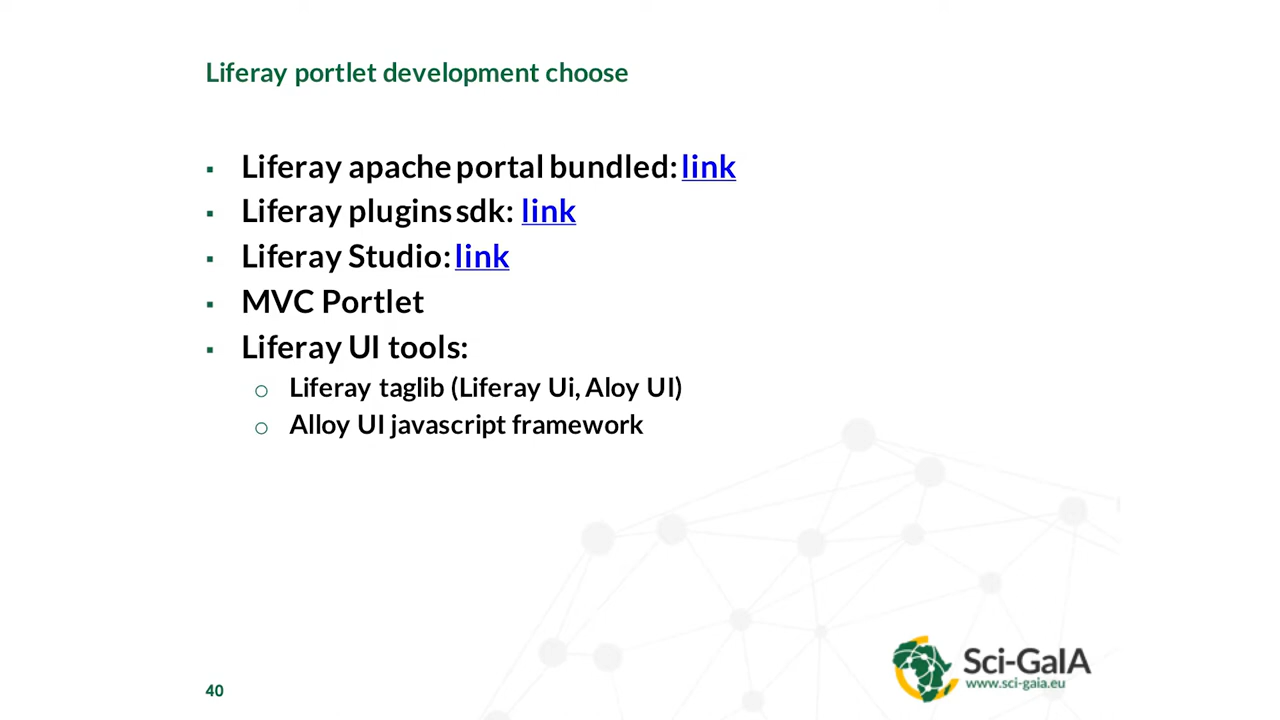 Liferay portlet development choose
▪ Liferay apache portal bundled: link
▪ Liferay plugins sdk: link
▪ Liferay Studio: link
▪ MVC Portlet
▪ Liferay UI tools:
○ Liferay taglib (Liferay Ui, Aloy UI)
○ Alloy UI javascript framework
Sci-GaIA
www.sci-gaia.eu
40